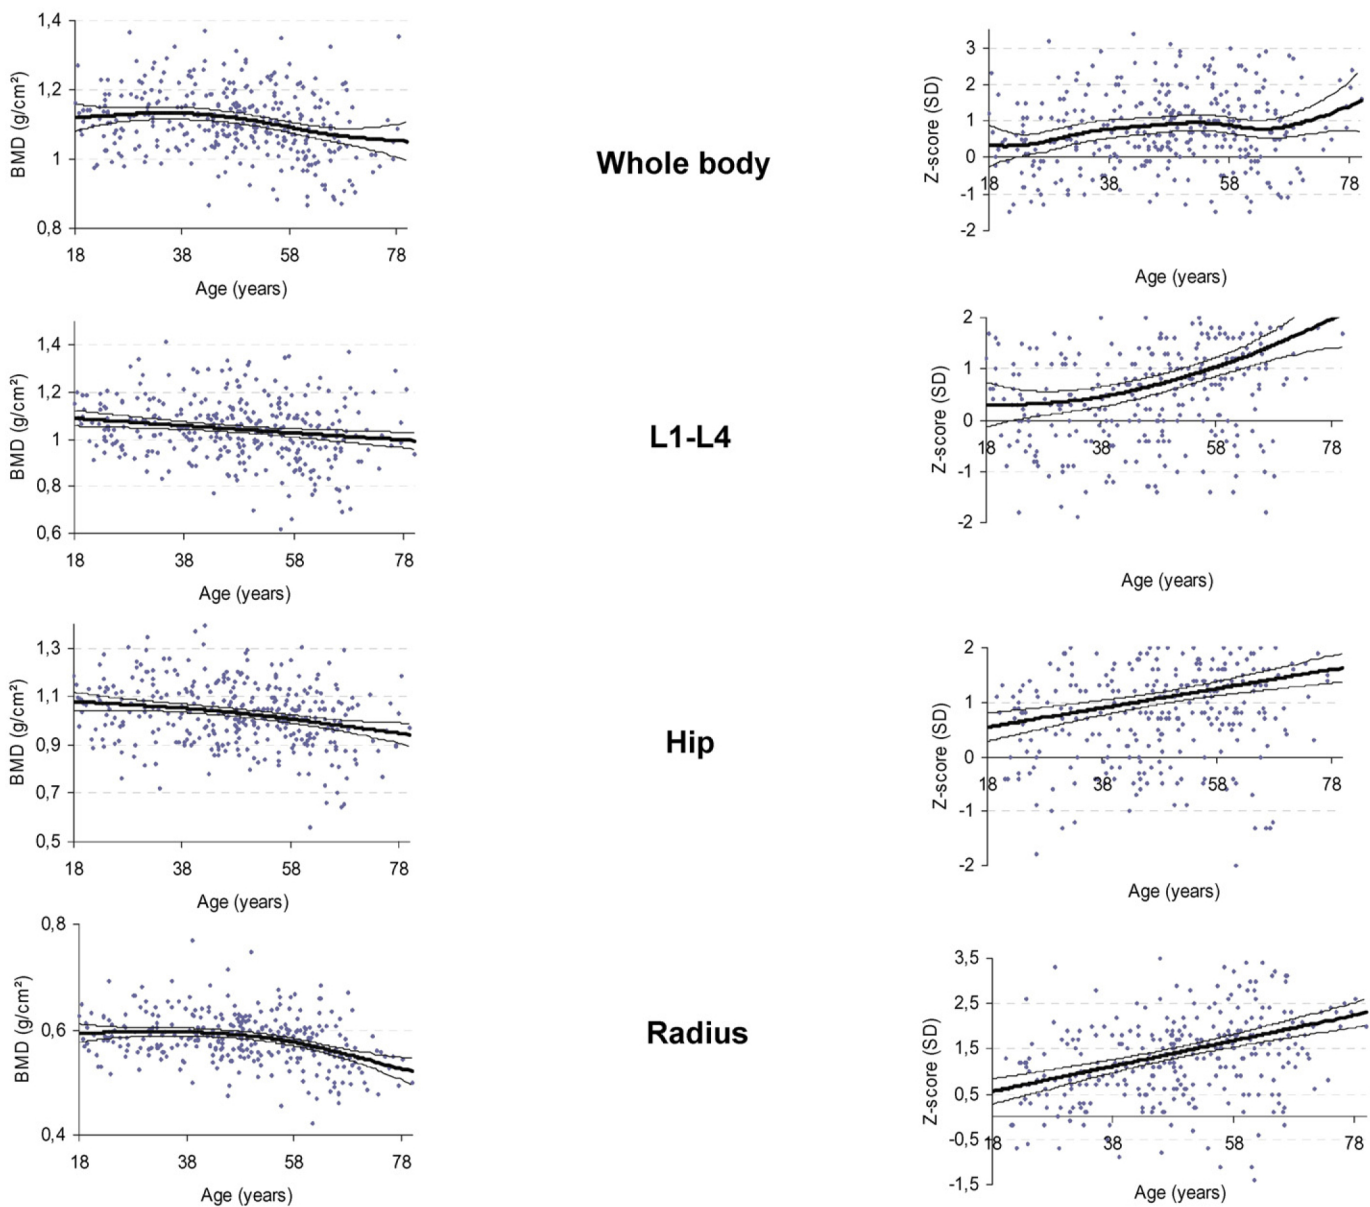 1,4
1,2
1
0,8
BMD (g/cm²)
18 38 58 78
Age (years)
Whole body
3
2
1
0
-1
-2
Z-score (SD)
18 38 58 78
Age (years)
1,4
1,2
1
0,8
0,6
BMD (g/cm²)
18 38 58 78
Age (years)
L1-L4
2
1
0
-1
-2
Z-score (SD)
18 38 58 78
Age (years)
1,3
1,1
0,9
0,7
0,5
BMD (g/cm²)
18 38 58 78
Age (years)
Hip
2
1
0
-1
-2
Z-score (SD)
18 38 58 78
Age (years)
0,8
0,6
0,4
BMD (g/cm²)
18 38 58 78
Age (years)
Radius
3,5
2,5
1,5
0,5
-0,5
-1,5
Z-score (SD)
18 38 58 78
Age (years)